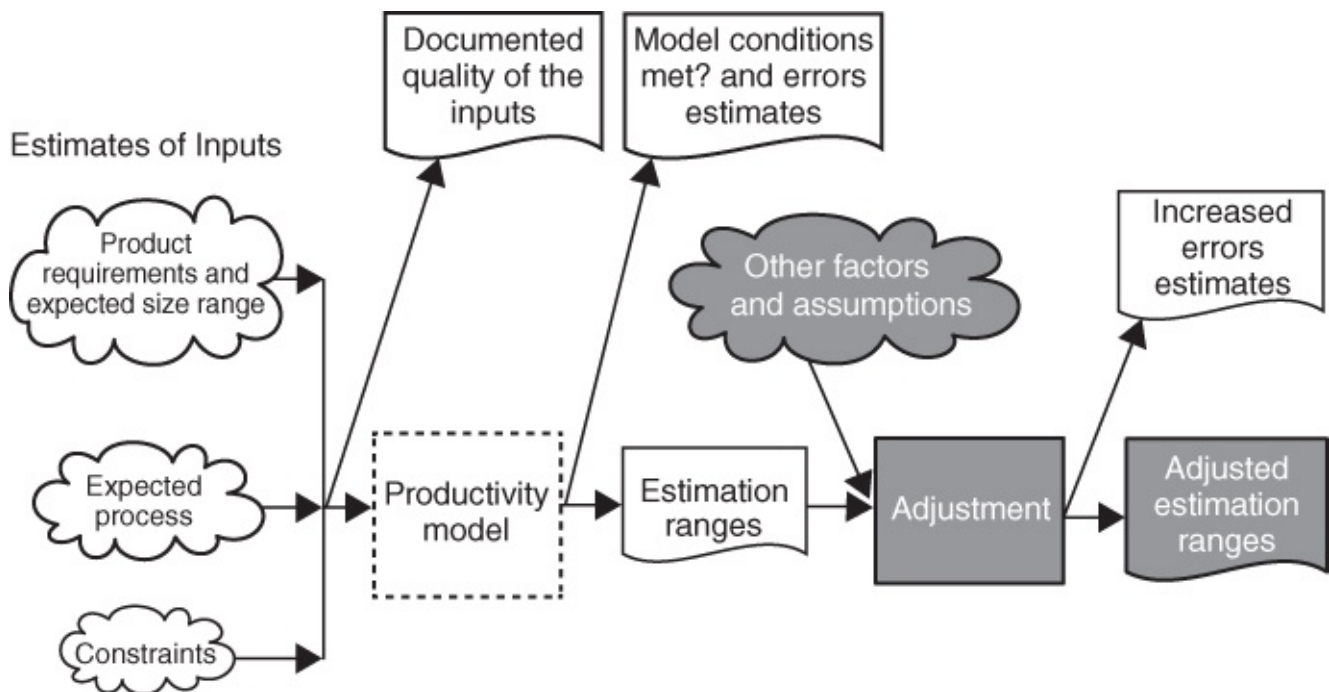 Documented
quality of the
inputs
Model conditions
met? and errors
estimates
Estimates of Inputs
Product
requirements and
expected size range
Other factors
and assumptions
Increased
errors
estimates
Expected
process
Productivity
model
Estimation
ranges
Adjustment
Adjusted
estimation
ranges
Constraints